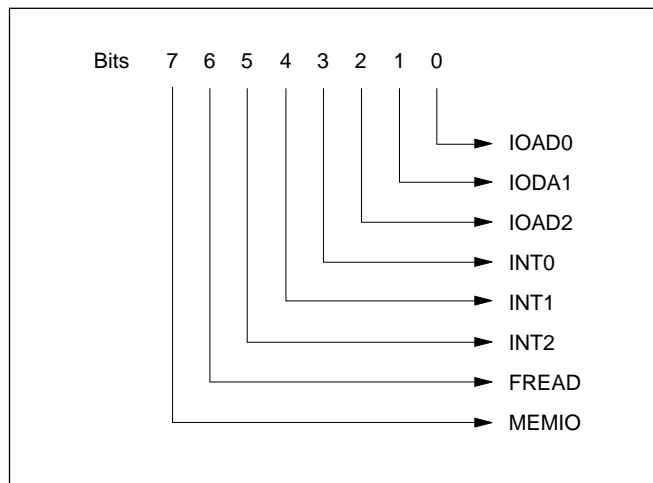 Bits 7 6 5 4 3 2 1 0
IOAD0
IODA1
IOAD2
INT0
INT1
INT2
FREAD
MEMIO